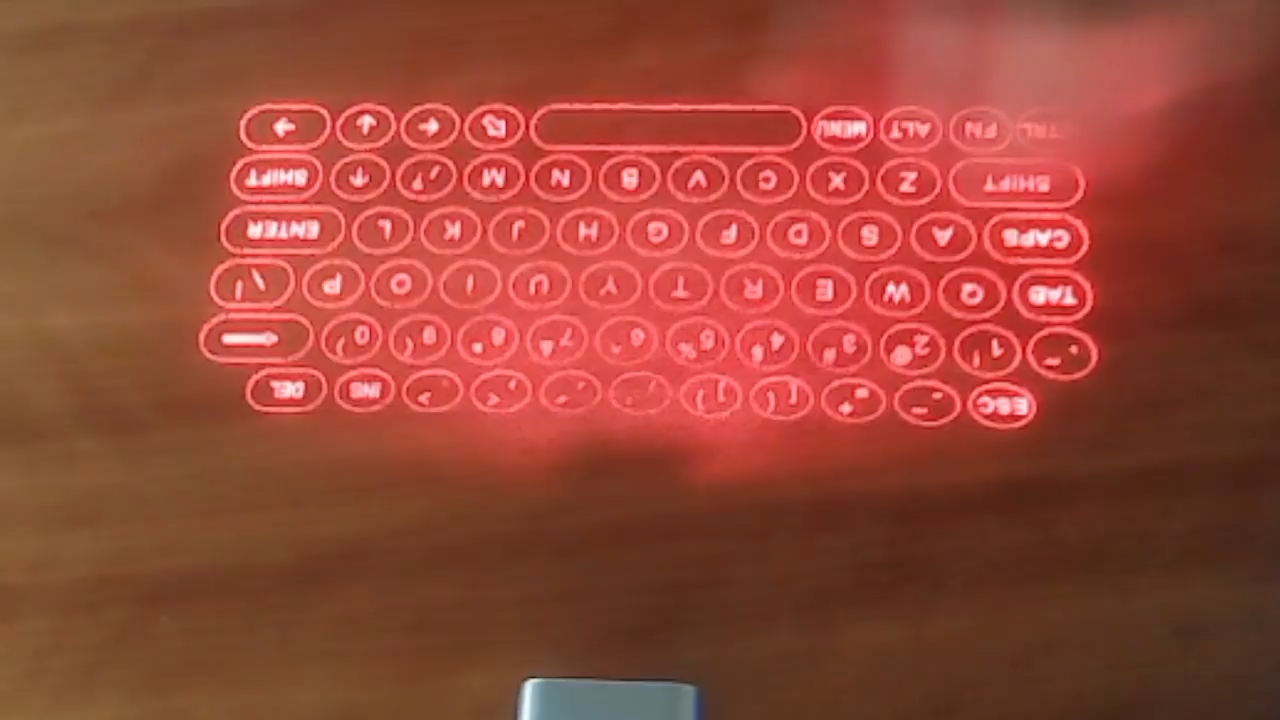 ESC - _ = + [ { ] } < > INS DEL
~ 1 ! 2 @ 3 # 4 $ 5 % 6 ^ 7 & 8 * 9 ( 0 )
TAB Q W E R T Y U I O P \ |
CAPS A S D F G H J K L ENTER
SHIFT Z X C V B N M / ? SHIFT
TRL FN ALT MENU